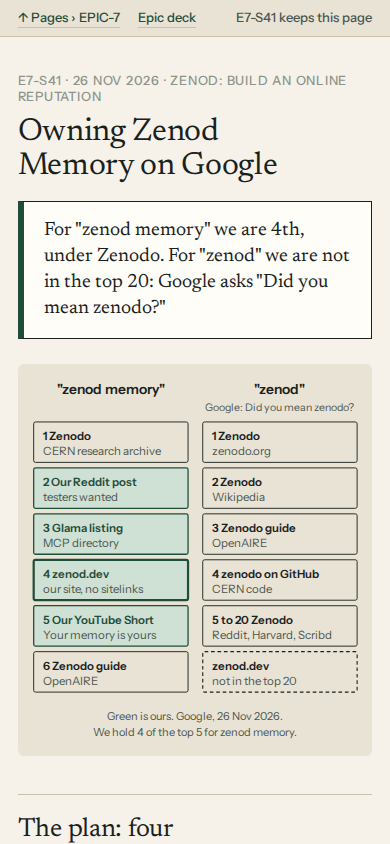 ↑ Pages › EPIC-7 Epic deck E7-S41 keeps this page
E7-S41 · 26 NOV 2026 · ZENOD: BUILD AN ONLINE
REPUTATION
Owning Zenod
Memory on Google
For "zenod memory" we are 4th,
under Zenodo. For "zenod" we are not
in the top 20: Google asks "Did you
mean zenodo?"
"zenod memory"
1 Zenodo
CERN research archive
2 Our Reddit post
testers wanted
3 Glama listing
MCP directory
4 zenod.dev
our site, no sitelinks
5 Our YouTube Short
Your memory is yours
6 Zenodo guide
OpenAIRE
"zenod"
Google: Did you mean zenodo?
1 Zenodo
zenodo.org
2 Zenodo
Wikipedia
3 Zenodo guide
OpenAIRE
4 zenodo on GitHub
CERN code
5 to 20 Zenodo
Reddit, Harvard, Scribd
zenod.dev
not in the top 20
Green is ours. Google, 26 Nov 2026.
We hold 4 of the top 5 for zenod memory.
The plan: four